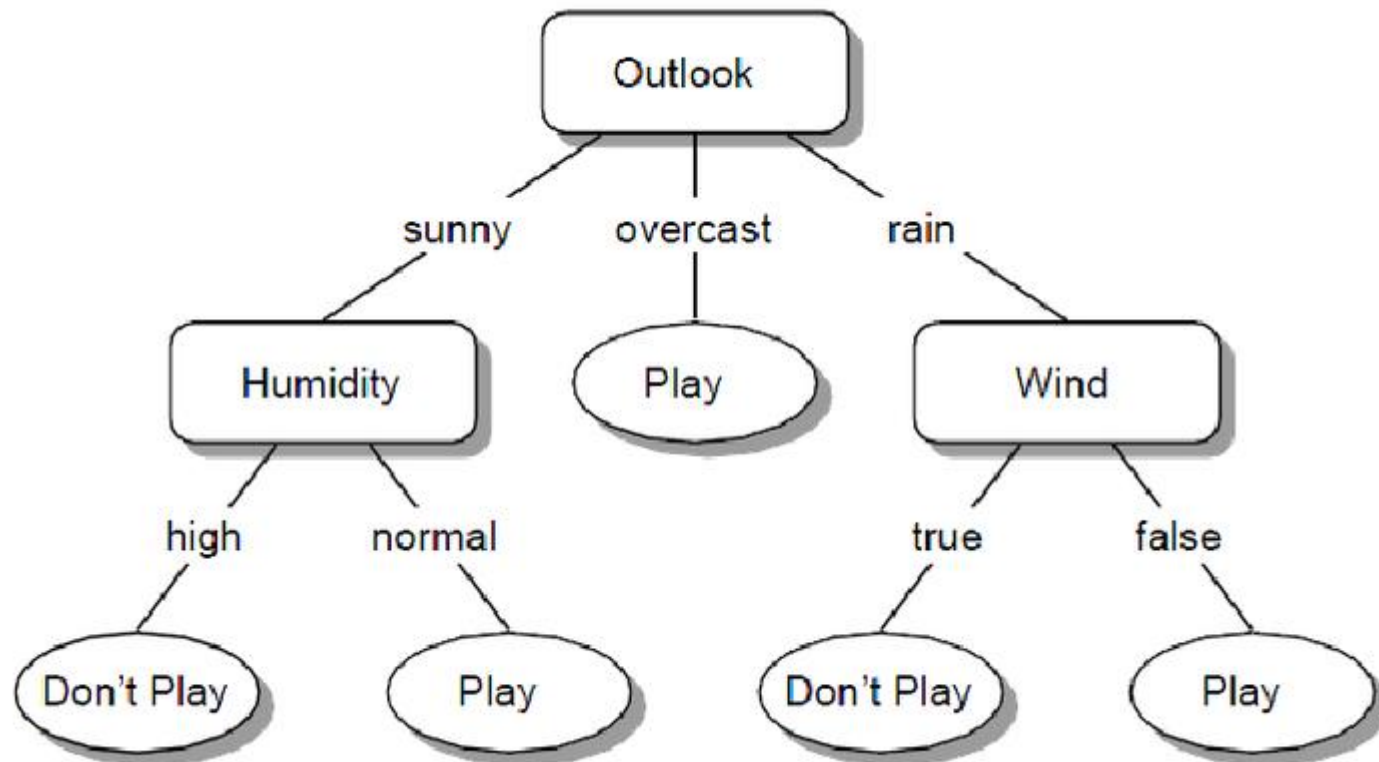 Outlook
sunny overcast rain
Humidity Play Wind
high normal true false
Don't Play Play Don't Play Play